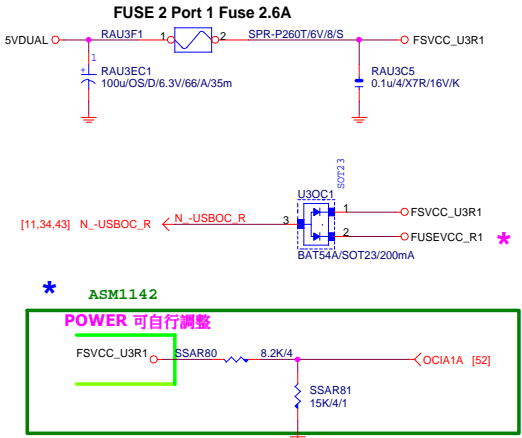 FUSE 2 Port 1 Fuse 2.6A
5VDUAL RAU3F1 1 2 SPR-P260T/6V/8/S FSVCC_U3R1
1
+ RAU3EC1
100u/OS/D/6.3V/66/A/35m
RAU3C5
0.1u/4/X7R/16V/K
SOT23
U3OC1
[11,34,43] N_-USBOC_R N_-USBOC_R 3
1 FSVCC_U3R1
2 FUSEVCC_R1 *
BAT54A/SOT23/200mA
* ASM1142
POWER 可自行調整
FSVCC_U3R1 SSAR80 8.2K/4 OCIA1A [52]
SSAR81
15K/4/1